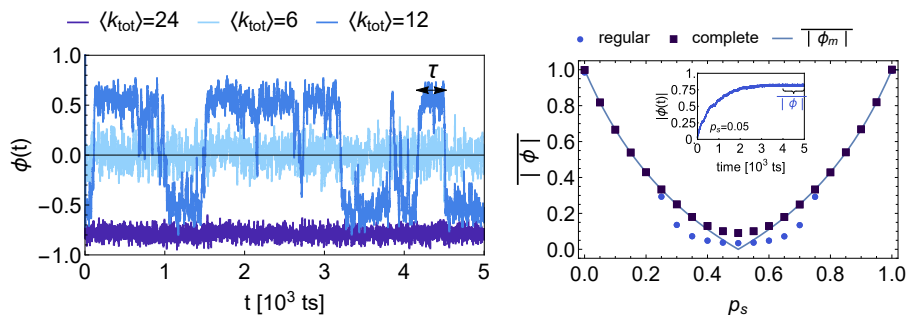 ⟨k_tot⟩=24 ⟨k_tot⟩=6 ⟨k_tot⟩=12
1.0
0.5
0.0
-0.5
-1.0
ϕ(t)
τ
0 1 2 3 4 5
t [10³ ts]
regular complete | ϕ_m |
1.0
0.8
0.6
0.4
0.2
0.0
| ϕ |
1.
0.75
0.5
0.25
0
|ϕ(t)|
| ϕ |
p_s=0.05
0 1 2 3 4 5
time [10³ ts]
0.0 0.2 0.4 0.6 0.8 1.0
p_s